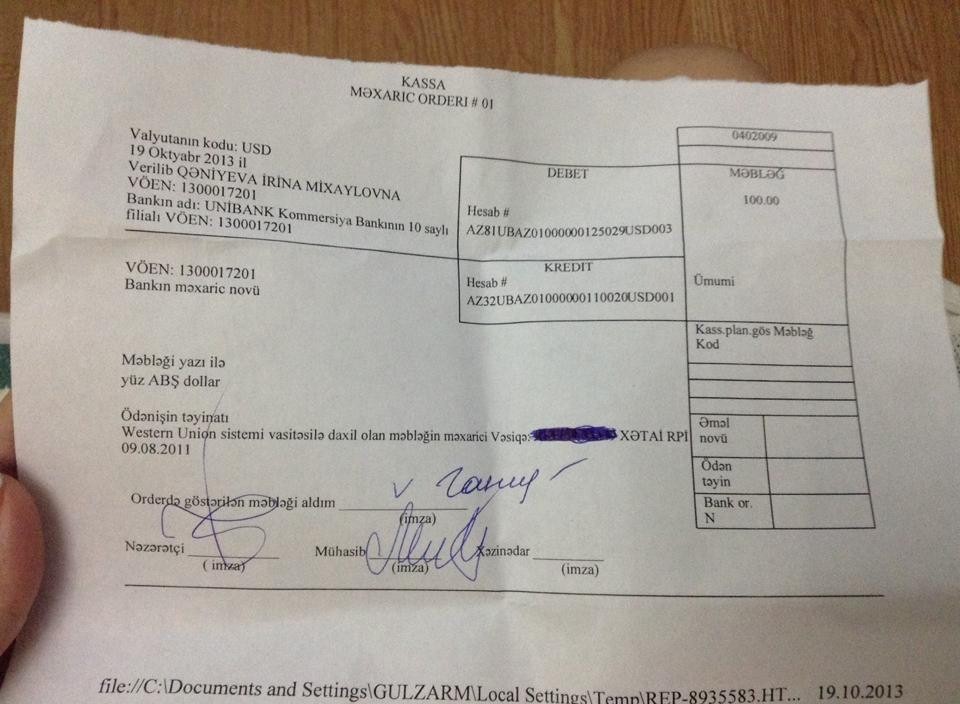 KASSA
MƏXARIC ORDERI # 01
Valyutanın kodu: USD
19 Oktyabr 2013 il
Verilib QƏNİYEVA İRİNA MİXAYLOVNA
VÖEN: 1300017201
Bankın adı: UNİBANK Kommersiya Bankının 10 saylı
filialı VÖEN: 1300017201
0402009
DEBET
Hesab #
AZ81UBAZ01000000125029USD003
MƏBLƏĞ
100.00
KREDIT
Hesab #
AZ32UBAZ01000000110020USD001
Ümumi
VÖEN: 1300017201
Bankın məxaric novü
Kass.plan.gös Məbləğ
Kod
Məbləği yazı ilə
yüz ABŞ dollar
Ödənişin təyinatı
Western Union sistemi vasitəsilə daxil olan məbləğin məxarici Vəsiqə: XƏTAİ RPİ
09.08.2011
Əməl
novü
Ödən
təyin
Bank or.
N
Orderdə göstərilən məbləği aldım
(imza)
Nəzarətçi Mühasib Xəzinədar
( imza) (imza) (imza)
file://C:\Documents and Settings\GULZARM\Local Settings\Temp\REP-8935583.HT... 19.10.2013